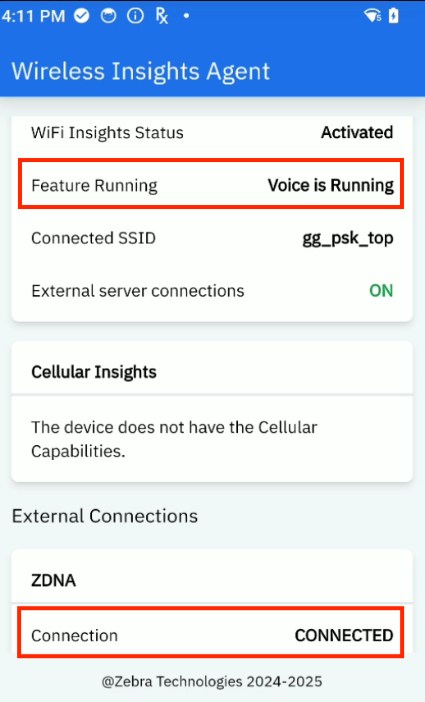 4:11 PM
Wireless Insights Agent
WiFi Insights Status Activated
Feature Running Voice is Running
Connected SSID gg_psk_top
External server connections ON
Cellular Insights
The device does not have the Cellular
Capabilities.
External Connections
ZDNA
Connection CONNECTED
@Zebra Technologies 2024-2025